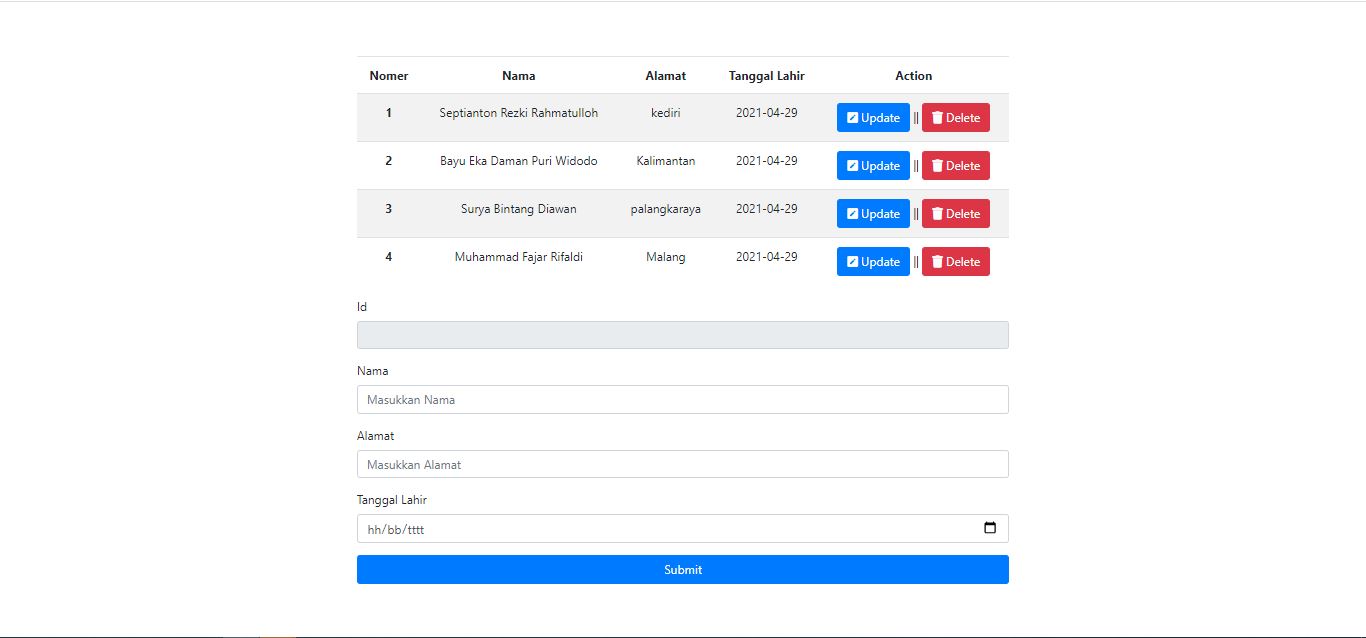 Nomer Nama Alamat Tanggal Lahir Action
1 Septianton Rezki Rahmatulloh kediri 2021-04-29 Update || Delete
2 Bayu Eka Daman Puri Widodo Kalimantan 2021-04-29 Update || Delete
3 Surya Bintang Diawan palangkaraya 2021-04-29 Update || Delete
4 Muhammad Fajar Rifaldi Malang 2021-04-29 Update || Delete
Id
Nama
Masukkan Nama
Alamat
Masukkan Alamat
Tanggal Lahir
hh/bb/tttt
Submit